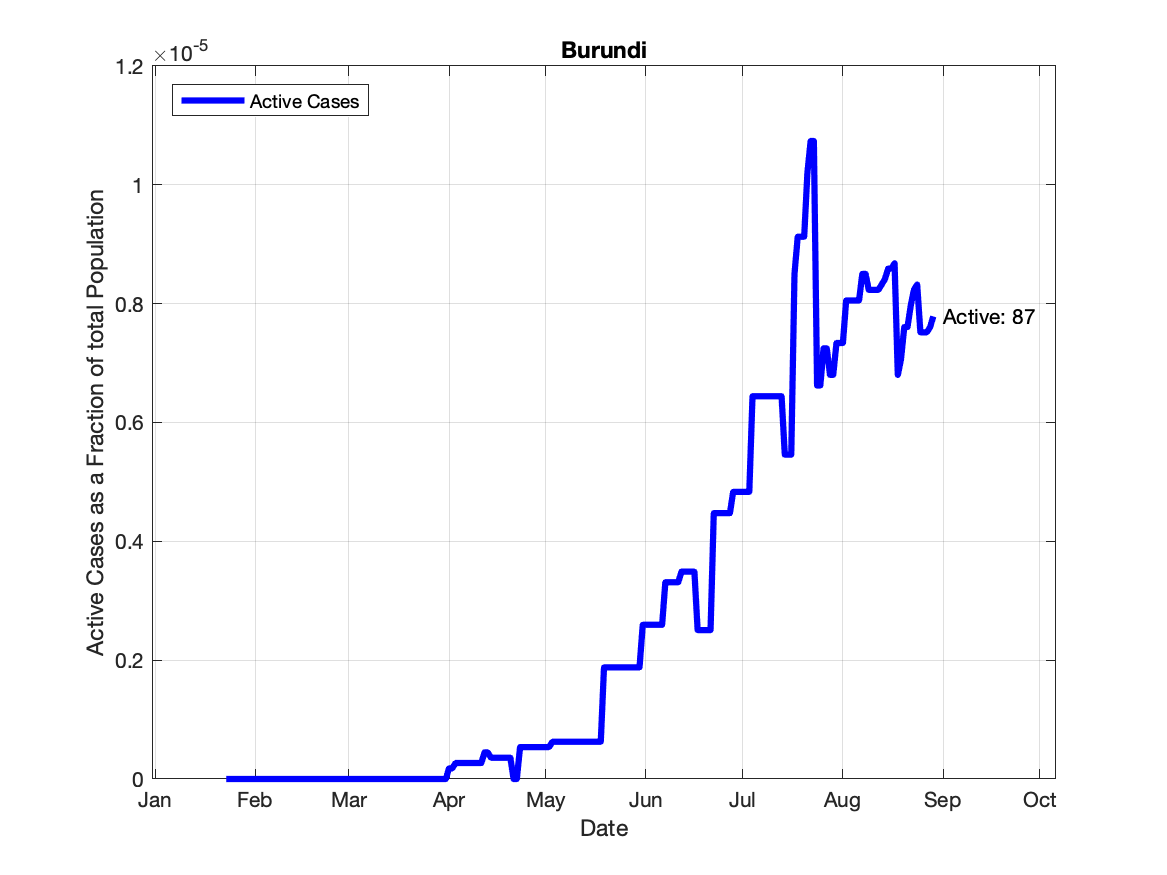 Burundi
×10-5
1.2
1
0.8
0.6
0.4
0.2
0
Active Cases
Active: 87
Active Cases as a Fraction of total Population
Jan Feb Mar Apr May Jun Jul Aug Sep Oct
Date